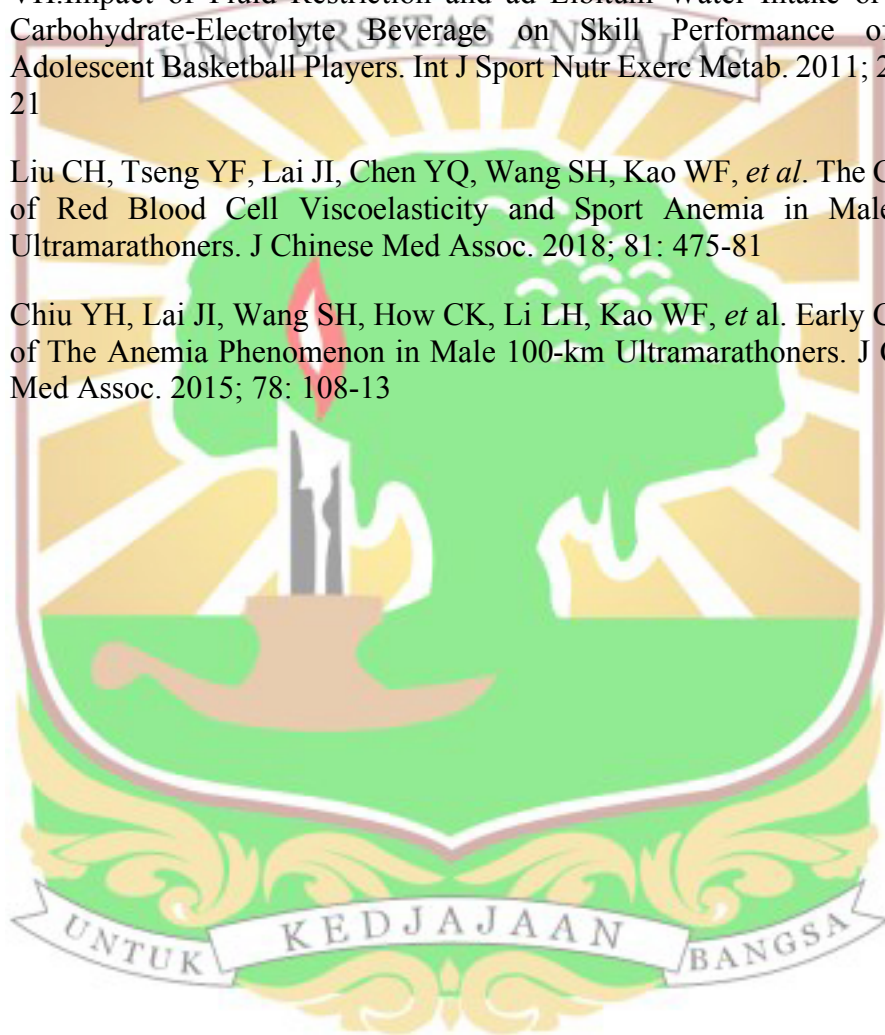 VH.Impact of Fluid Restriction and ad Libitum Water Intake or
Carbohydrate-Electrolyte Beverage on Skill Performance of
UNIVERSITAS ANDALAS
Adolescent Basketball Players. Int J Sport Nutr Exerc Metab. 2011; 2
21
Liu CH, Tseng YF, Lai JI, Chen YQ, Wang SH, Kao WF, et al. The C
of Red Blood Cell Viscoelasticity and Sport Anemia in Male
Ultramarathoners. J Chinese Med Assoc. 2018; 81: 475-81
Chiu YH, Lai JI, Wang SH, How CK, Li LH, Kao WF, et al. Early C
of The Anemia Phenomenon in Male 100-km Ultramarathoners. J C
Med Assoc. 2015; 78: 108-13
UNTUK KEDJAJAAN BANGSA